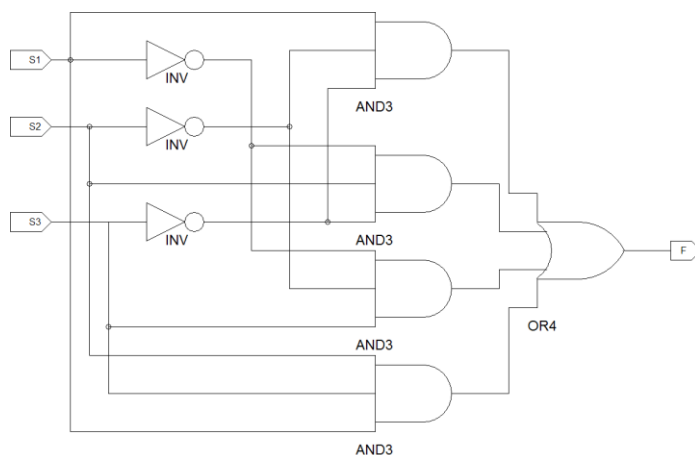 S1
INV
AND3
S2
INV
S3
INV
AND3
F
OR4
AND3
AND3